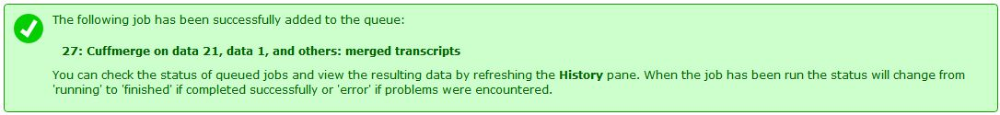 The following job has been successfully added to the queue:
27: Cuffmerge on data 21, data 1, and others: merged transcripts
You can check the status of queued jobs and view the resulting data by refreshing the History pane. When the job has been run the status will change from
'running' to 'finished' if completed successfully or 'error' if problems were encountered.